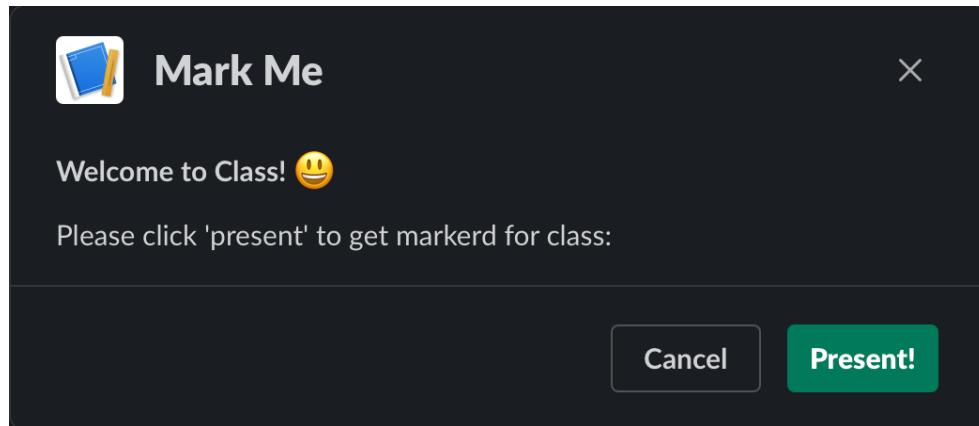 Mark Me
Welcome to Class! 😃
Please click 'present' to get markerd for class:
Cancel
Present!